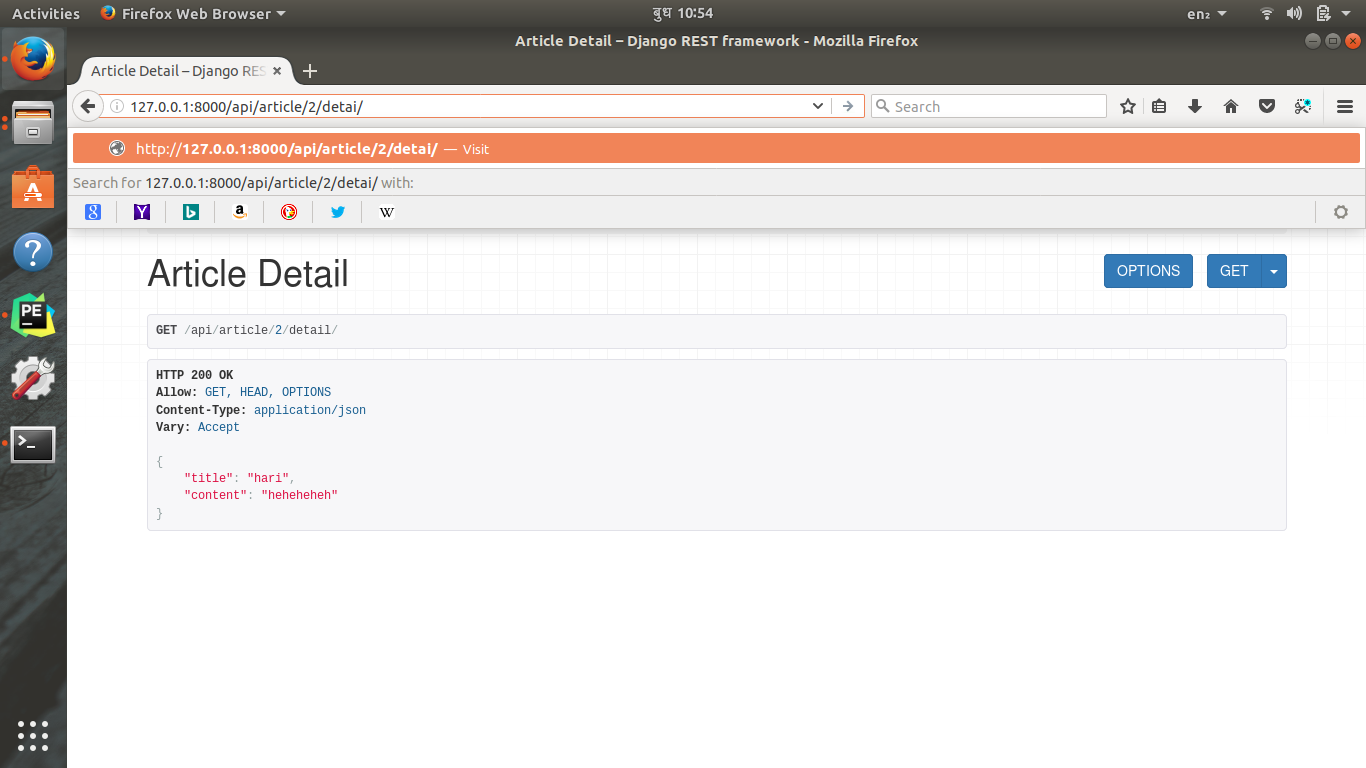 Activities Firefox Web Browser बुध 10:54 en₂
Article Detail – Django REST framework - Mozilla Firefox
Article Detail – Django RES
127.0.0.1:8000/api/article/2/detai/ Search
http://127.0.0.1:8000/api/article/2/detai/ — Visit
Search for 127.0.0.1:8000/api/article/2/detai/ with:
Article Detail OPTIONS GET
GET /api/article/2/detail/
HTTP 200 OK
Allow: GET, HEAD, OPTIONS
Content-Type: application/json
Vary: Accept
{
"title": "hari",
"content": "heheheheh"
}